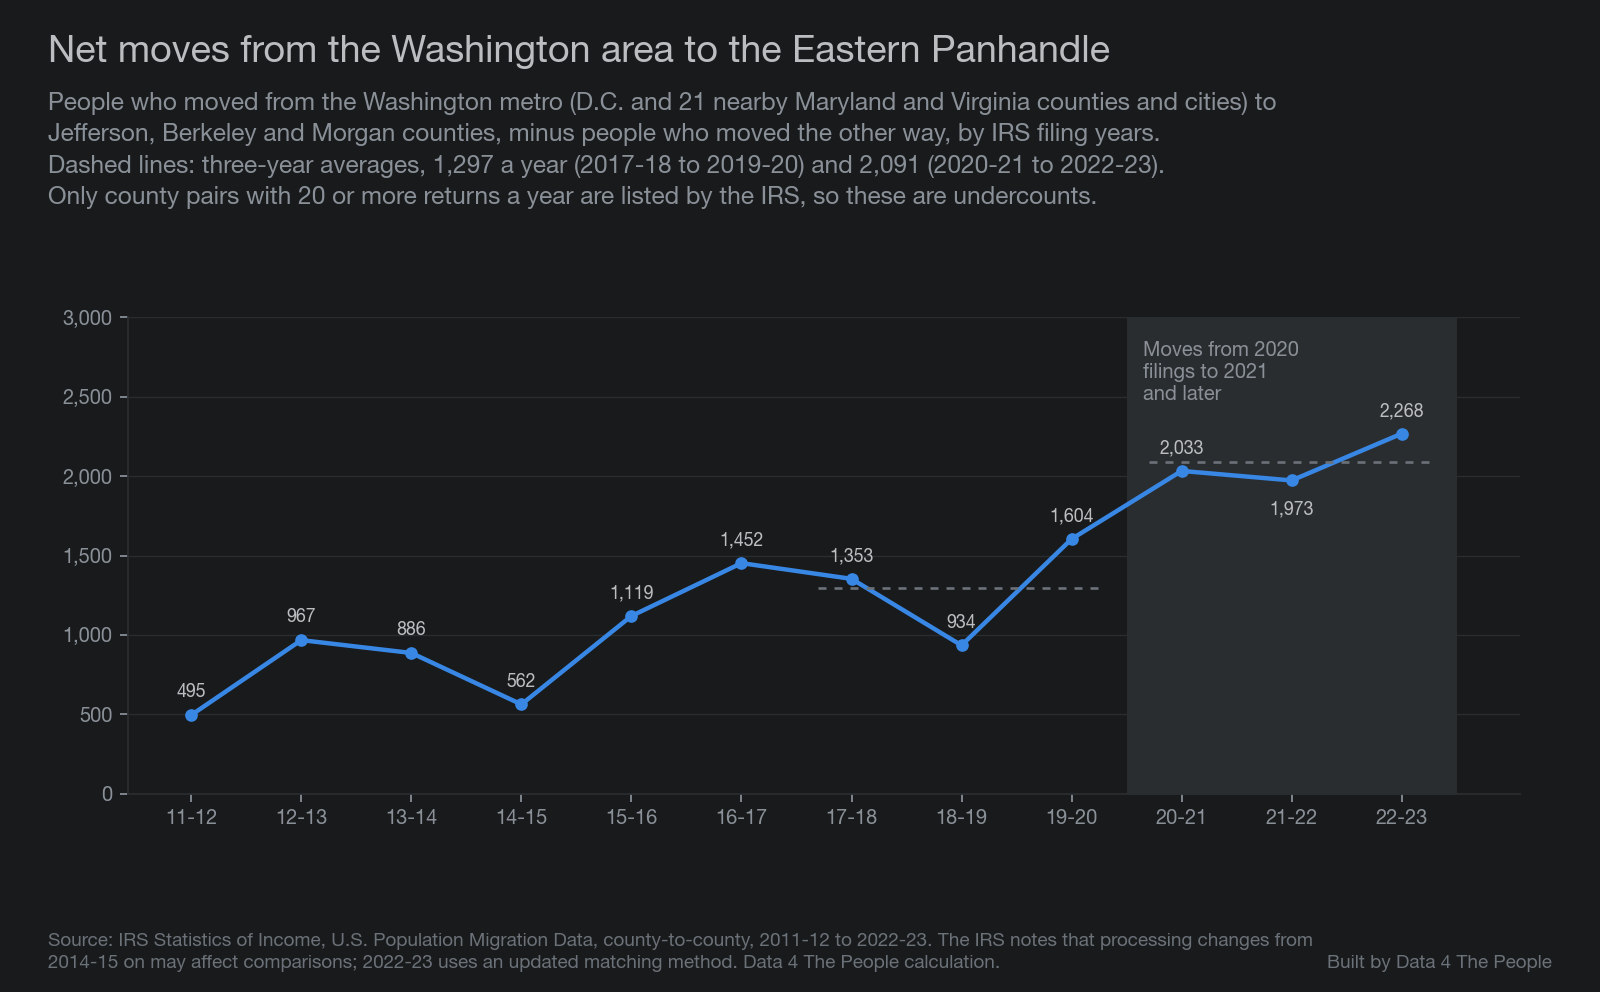 Net moves from the Washington area to the Eastern Panhandle
People who moved from the Washington metro (D.C. and 21 nearby Maryland and Virginia counties and cities) to
Jefferson, Berkeley and Morgan counties, minus people who moved the other way, by IRS filing years.
Dashed lines: three-year averages, 1,297 a year (2017-18 to 2019-20) and 2,091 (2020-21 to 2022-23).
Only county pairs with 20 or more returns a year are listed by the IRS, so these are undercounts.
3,000
2,500
2,000
1,500
1,000
500
0
Moves from 2020
filings to 2021
and later
495
967
886
562
1,119
1,452
1,353
934
1,604
2,033
1,973
2,268
11-12
12-13
13-14
14-15
15-16
16-17
17-18
18-19
19-20
20-21
21-22
22-23
Source: IRS Statistics of Income, U.S. Population Migration Data, county-to-county, 2011-12 to 2022-23. The IRS notes that processing changes from
2014-15 on may affect comparisons; 2022-23 uses an updated matching method. Data 4 The People calculation.
Built by Data 4 The People